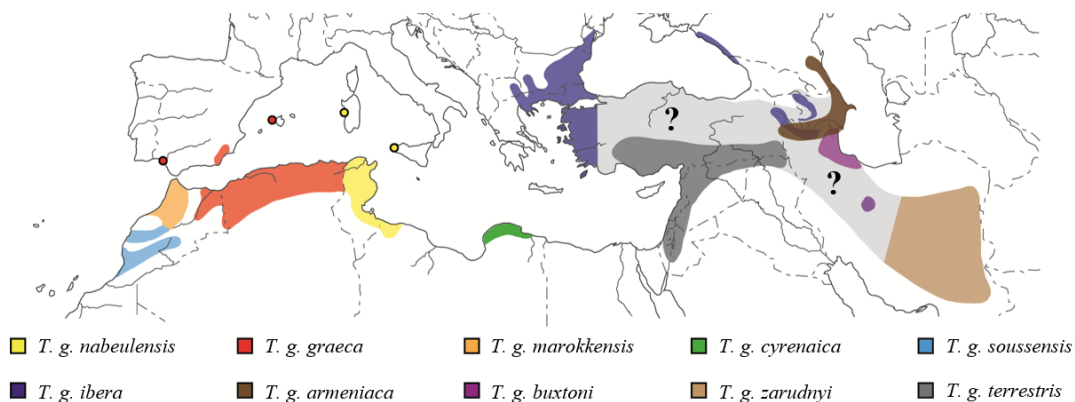 ?
?
T. g. nabeulensis T. g. graeca T. g. marokkensis T. g. cyrenaica T. g. soussensis
T. g. ibera T. g. armeniaca T. g. buxtoni T. g. zarudnyi T. g. terrestris